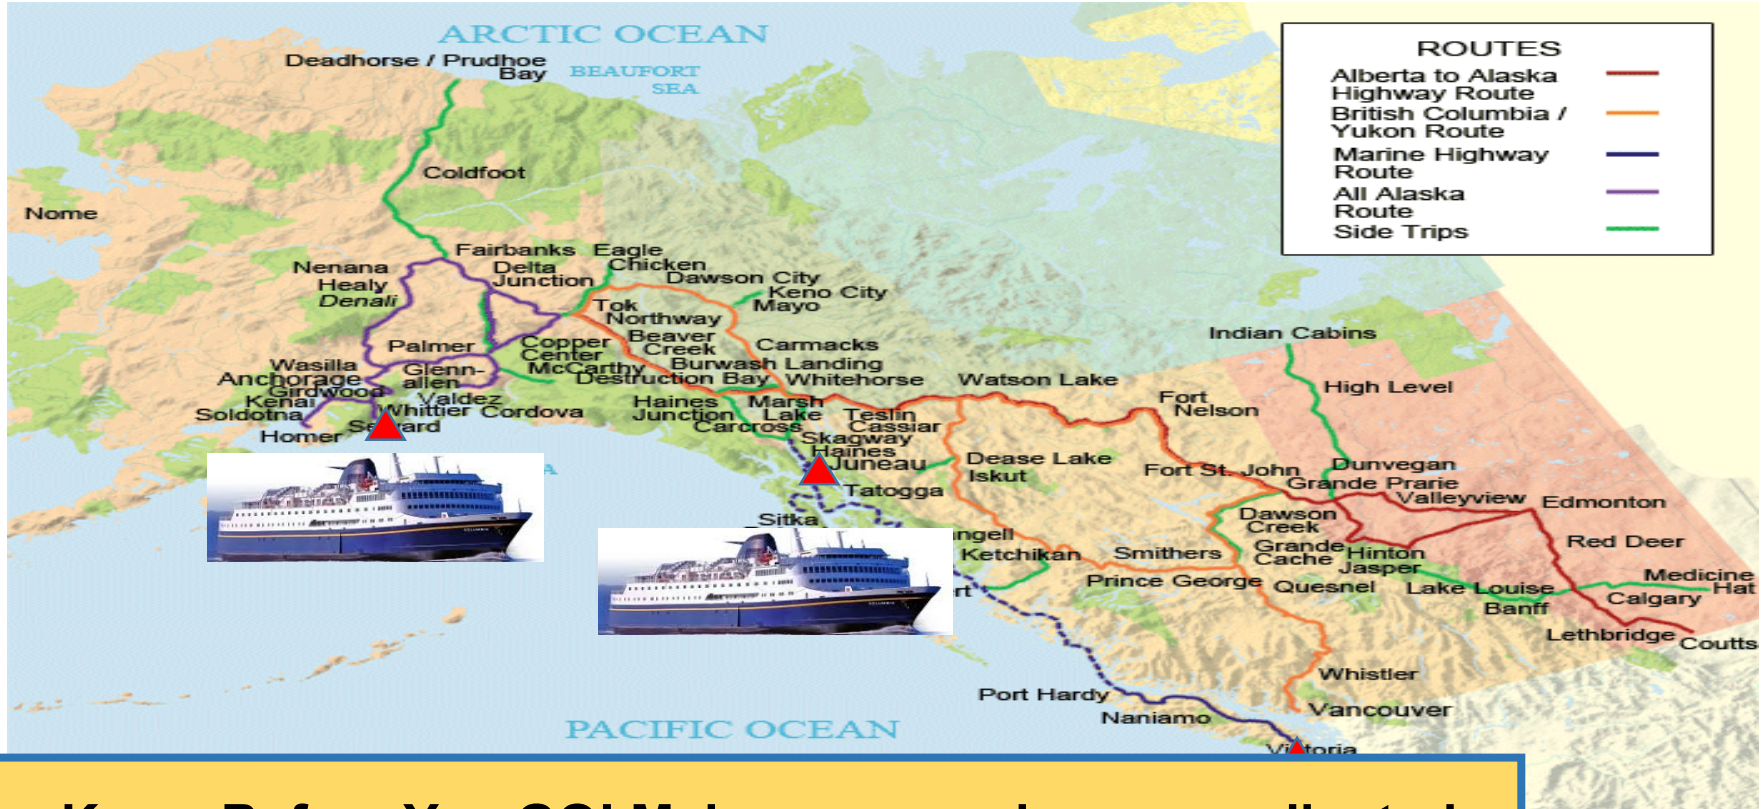 ARCTIC OCEAN
Deadhorse / Prudhoe
Bay
BEAUFORT
SEA
ROUTES
Alberta to Alaska
Highway Route
British Columbia /
Yukon Route
Marine Highway
Route
All Alaska
Route
Side Trips
Coldfoot
Nome
Fairbanks
Eagle
Nenana
Delta
Junction
Chicken
Healy
Denali
Dawson City
Keno City
Mayo
Tok
Northway
Beaver
Creek
Carmacks
Indian Cabins
Palmer
Copper
Center
Burwash Landing
Wasilla
Glenn-
allen
McCarthy
Anchorage
Destruction Bay
Whitehorse
Watson Lake
High Level
Girdwood
Kenai
Valdez
Haines
Junction
Marsh
Lake
Teslin
Fort
Nelson
Soldotna
Whittier
Cordova
Carcross
Cassiar
Homer
Skagway
Haines
Juneau
Dease Lake
Iskut
Fort St. John
Dunvegan
Grande Prarie
Valleyview
Edmonton
Tatogga
Sitka
Dawson
Creek
Ketchikan
Smithers
Grande
Cache
Hinton
Jasper
Red Deer
Prince George
Quesnel
Lake Louise
Banff
Medicine
Hat
Calgary
Lethbridge
Coutts
Whistler
Port Hardy
Naniamo
Vancouver
PACIFIC OCEAN